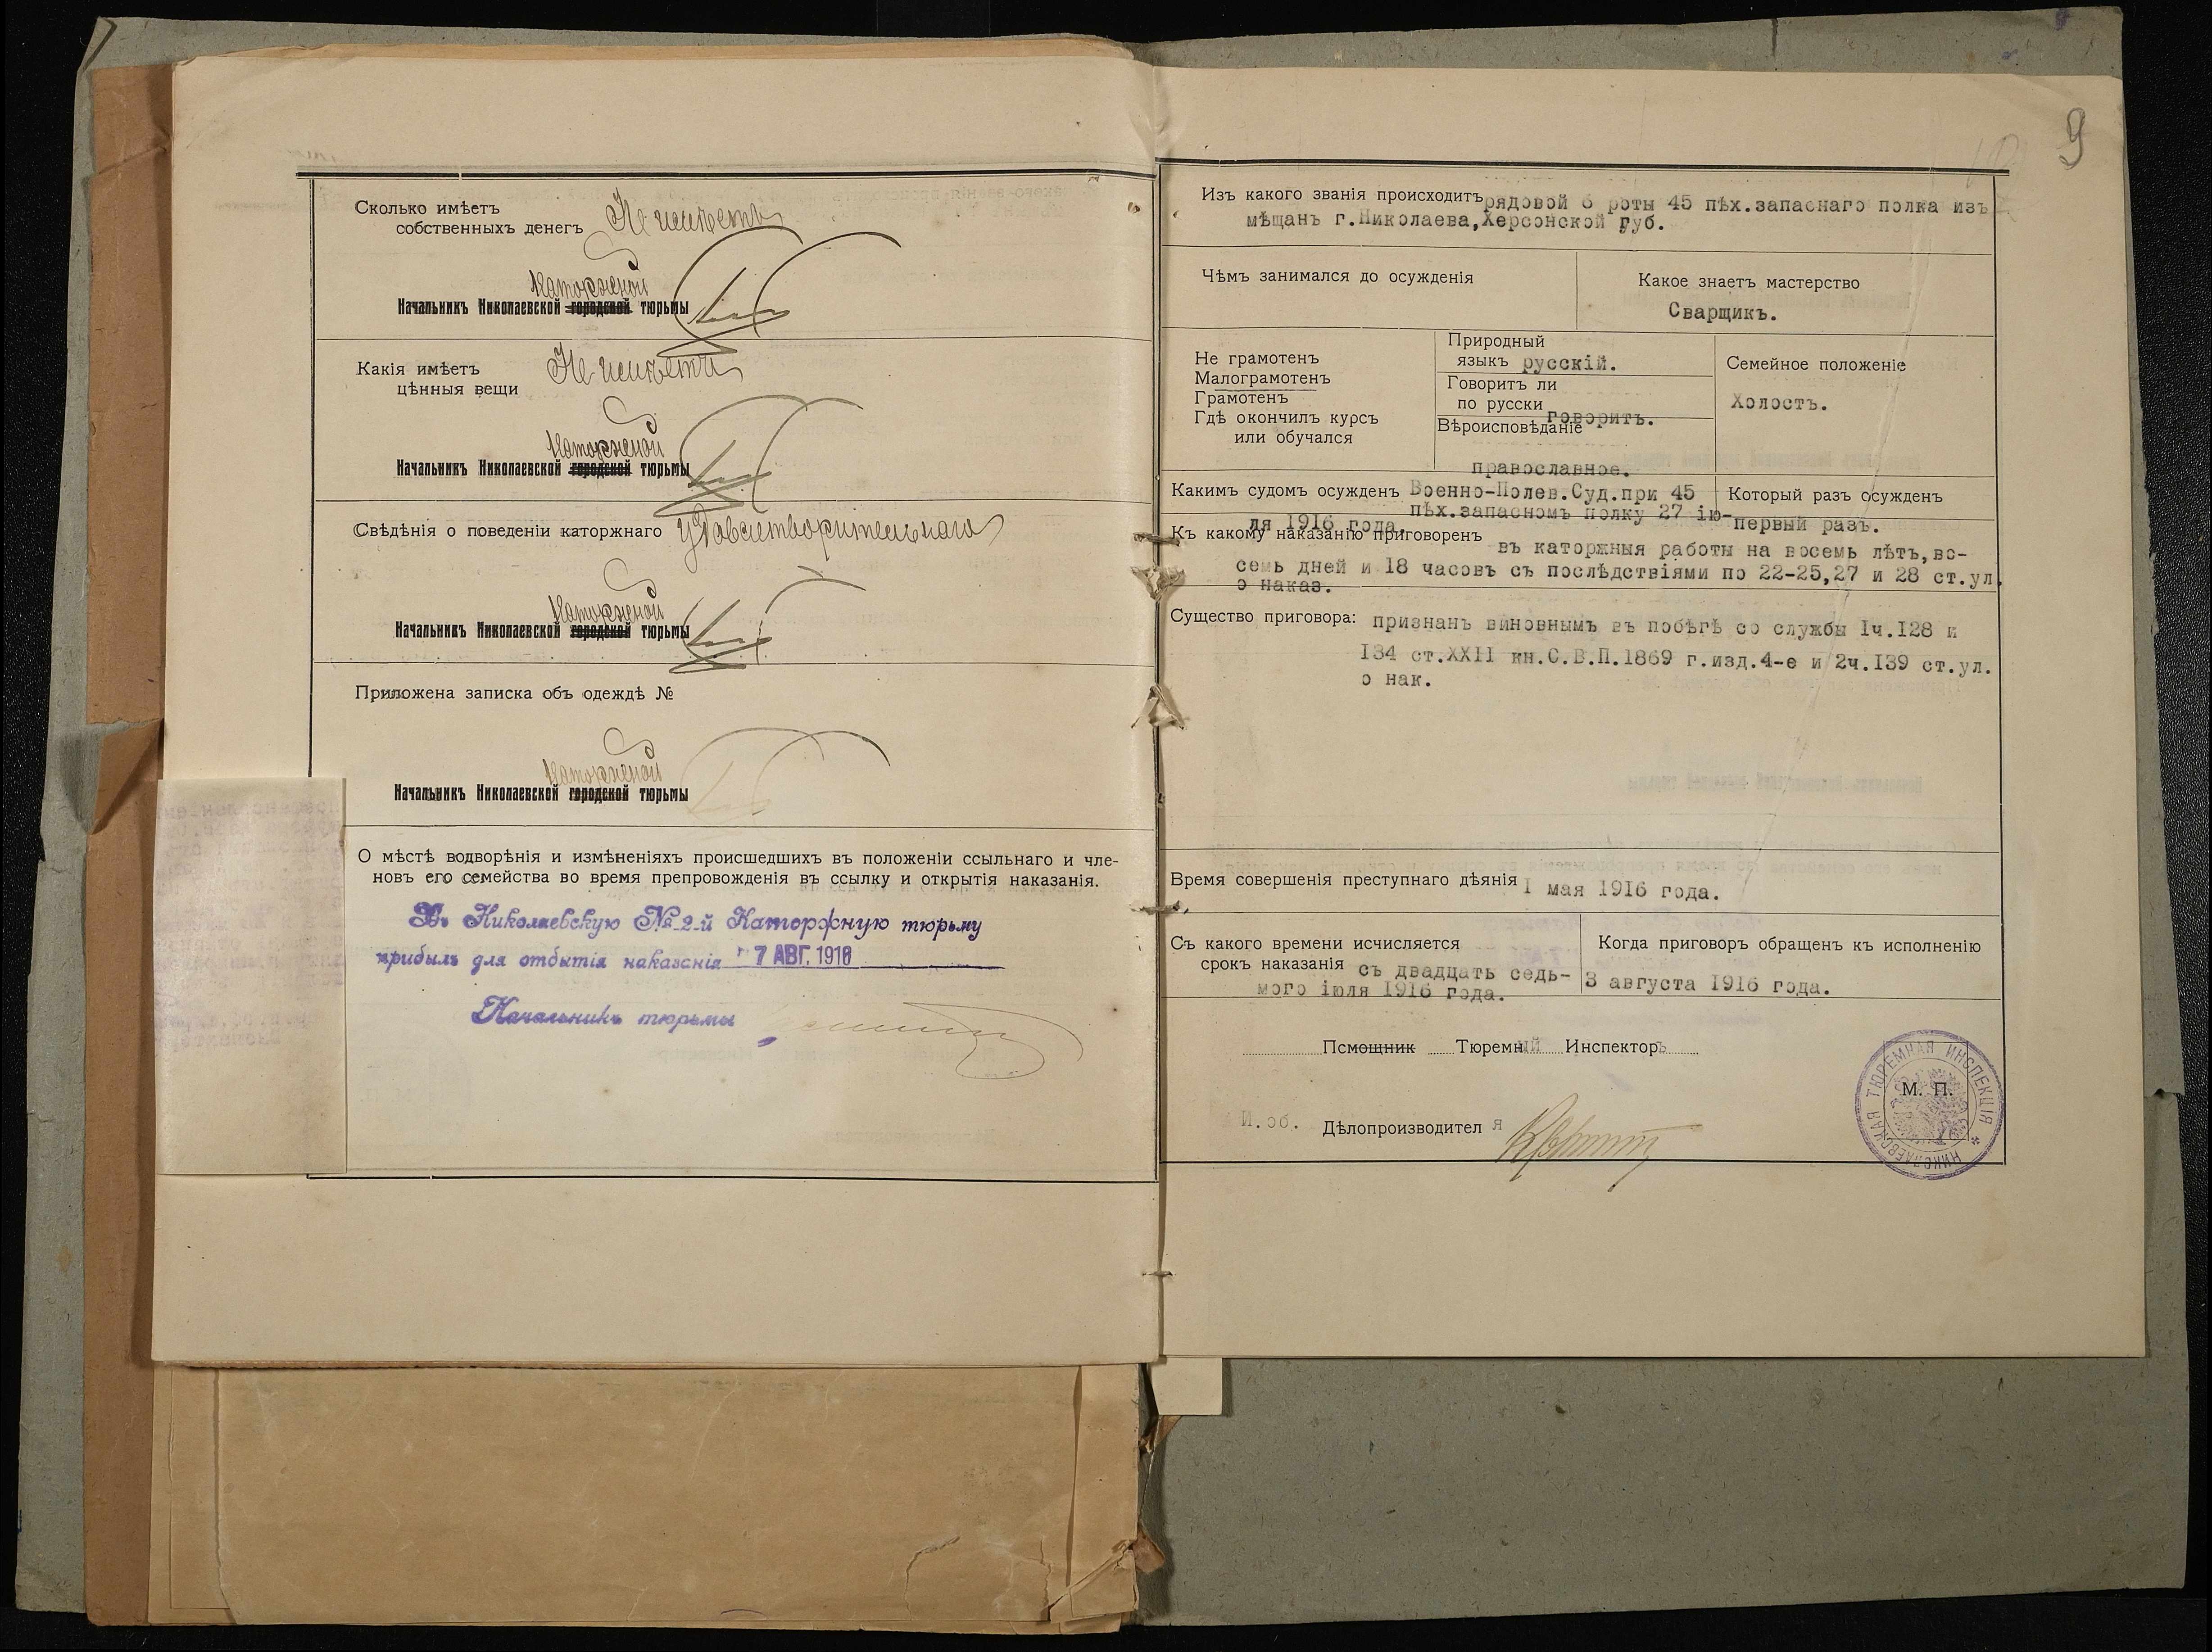 Сколько имѣетъ
собственныхъ денегъ Не имѣетъ
Каторжной
Начальникъ Николаевской городской тюрьмы
Какія имѣетъ
цѣнныя вещи Не имѣетъ
Каторжной
Начальникъ Николаевской городской тюрьмы
Свѣдѣнія о поведеніи каторжнаго удовлетворительнаго
Каторжной
Начальникъ Николаевской городской тюрьмы
Приложена записка объ одеждѣ №
Каторжной
Начальникъ Николаевской городской тюрьмы
О мѣстѣ водворѣнія и измѣненіяхъ происшедшихъ въ положеніи ссыльнаго и чле-
новъ его семейства во время препровожденія въ ссылку и открытія наказанія.
Въ Николаевскую № 2-й Каторжную тюрьму
прибылъ для отбытія наказанія 7 АВГ. 1916
Начальникъ тюрьмы
9
Изъ какого званія происходитъ рядовой 6 роты 45 пѣх.запаснаго полка изъ
мѣщанъ г.Николаева,Херсонской губ.
Чѣмъ занимался до осужденія
Какое знаетъ мастерство
Сварщикъ.
Не грамотенъ
Малограмотенъ
Грамотенъ
Гдѣ окончилъ курсъ
или обучался
Природный
языкъ русскій.
Говоритъ ли
по русски говоритъ.
Вѣроисповѣданіе
православное.
Семейное положеніе
Холостъ.
Какимъ судомъ осужденъ Военно-Полев.Суд.при 45
пѣх.запасномъ полку 27 ію-
ля 1916 года.
Который разъ осужденъ
первый разъ.
Къ какому наказанію приговоренъ
въ каторжныя работы на восемь лѣтъ,во-
семь дней и 18 часовъ съ послѣдствіями по 22-25,27 и 28 ст.ул.
о наказ.
Существо приговора: признанъ виновнымъ въ побѣгѣ со службы 1ч.128 и
134 ст.XXII кн.С.В.П.1869 г.изд.4-е и 2ч.139 ст.ул.
о нак.
Время совершенія преступнаго дѣянія 1 мая 1916 года.
Съ какого времени исчисляется
срокъ наказанія съ двадцать седь-
мого іюля 1916 года.
Когда приговоръ обращенъ къ исполненію
3 августа 1916 года.
Помощник Тюремный Инспекторъ
И.об. Дѣлопроизводителя
М. П.
НИКОЛАЕВСКАЯ ТЮРЕМНАЯ ИНСПЕКЦІЯ